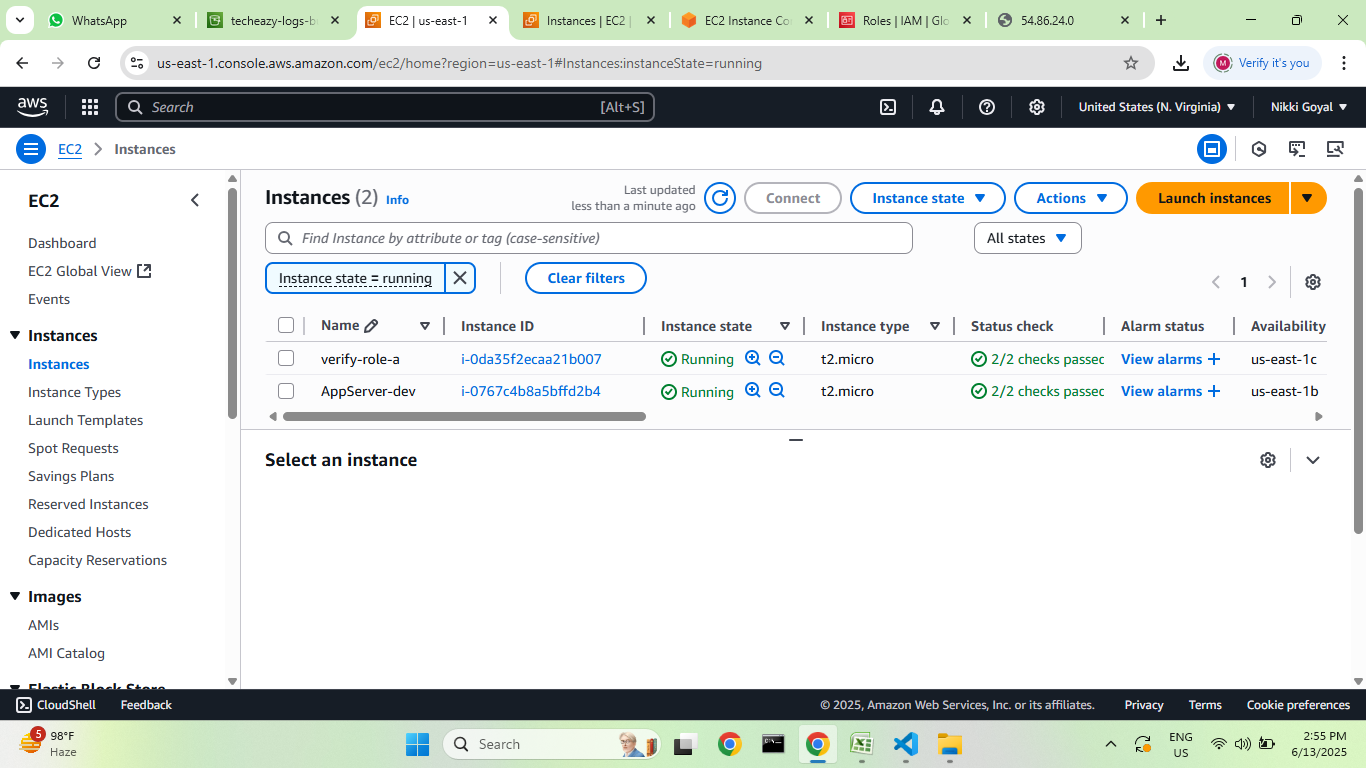 WhatsApp
techeazy-logs-b
EC2 | us-east-1
Instances | EC2 |
EC2 Instance Co
Roles | IAM | Glo
54.86.24.0
us-east-1.console.aws.amazon.com/ec2/home?region=us-east-1#Instances:instanceState=running
M
Verify it's you
aws
Search
[Alt+S]
United States (N. Virginia)
Nikki Goyal
EC2
Instances
EC2
Dashboard
EC2 Global View
Events
Instances
Instances
Instance Types
Launch Templates
Spot Requests
Savings Plans
Reserved Instances
Dedicated Hosts
Capacity Reservations
Images
AMIs
AMI Catalog
Elastic Block Store
Instances (2) Info
Last updated
less than a minute ago
Connect
Instance state
Actions
Launch instances
Find Instance by attribute or tag (case-sensitive)
All states
Instance state = running
Clear filters
1
Name Instance ID Instance state Instance type Status check Alarm status Availability
verify-role-a i-0da35f2ecaa21b007 Running t2.micro 2/2 checks passed View alarms + us-east-1c
AppServer-dev i-0767c4b8a5bffd2b4 Running t2.micro 2/2 checks passed View alarms + us-east-1b
Select an instance
CloudShell
Feedback
© 2025, Amazon Web Services, Inc. or its affiliates.
Privacy
Terms
Cookie preferences
5
98°F
Haze
Search
ENG
US
2:55 PM
6/13/2025